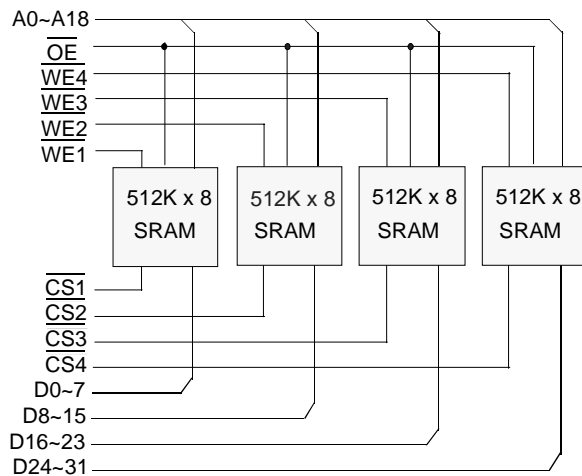 A0~A18
OE
WE4
WE3
WE2
WE1
512K x 8
SRAM
512K x 8
SRAM
512K x 8
SRAM
512K x 8
SRAM
CS1
CS2
CS3
CS4
D0~7
D8~15
D16~23
D24~31